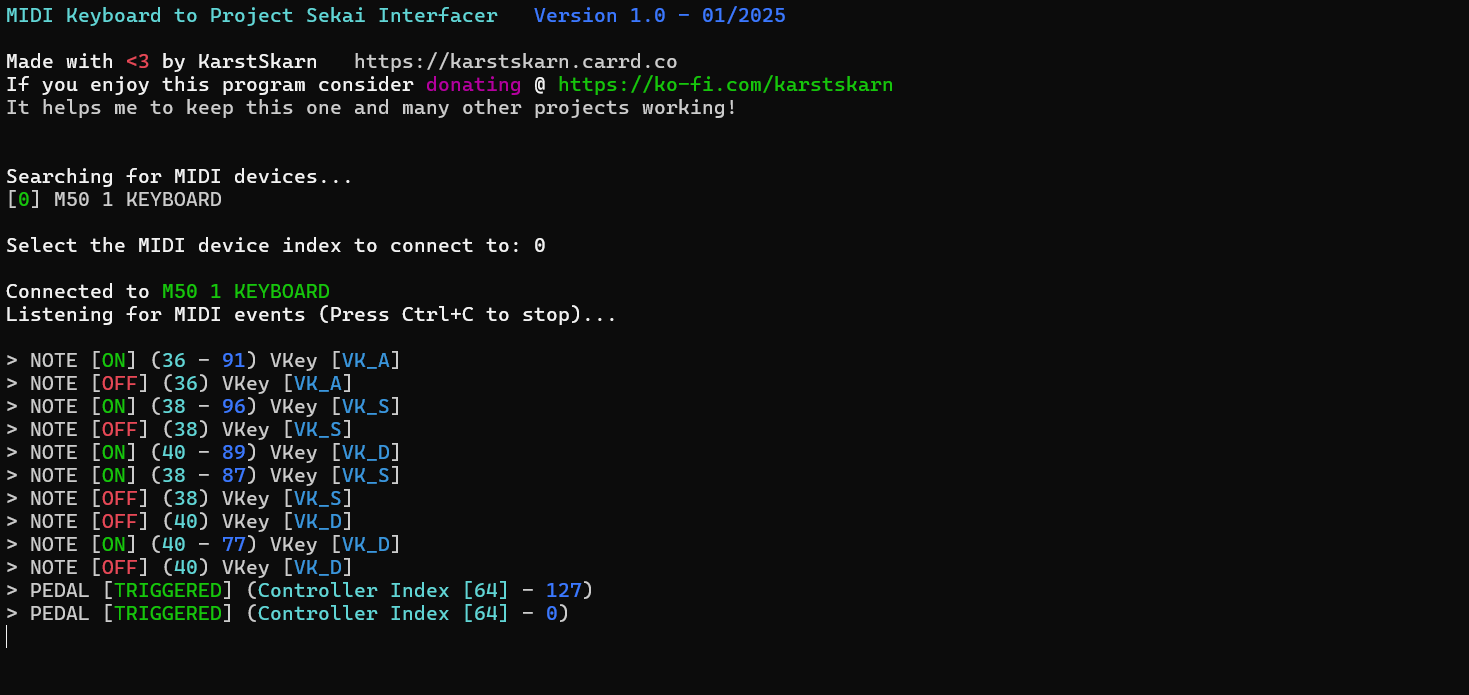 MIDI Keyboard to Project Sekai Interfacer   Version 1.0 - 01/2025
Made with <3 by KarstSkarn   https://karstskarn.carrd.co
If you enjoy this program consider donating @ https://ko-fi.com/karstskarn
It helps me to keep this one and many other projects working!
Searching for MIDI devices...
[0] M50 1 KEYBOARD
Select the MIDI device index to connect to: 0
Connected to M50 1 KEYBOARD
Listening for MIDI events (Press Ctrl+C to stop)...
> NOTE [ON] (36 - 91) VKey [VK_A]
> NOTE [OFF] (36) VKey [VK_A]
> NOTE [ON] (38 - 96) VKey [VK_S]
> NOTE [OFF] (38) VKey [VK_S]
> NOTE [ON] (40 - 89) VKey [VK_D]
> NOTE [ON] (38 - 87) VKey [VK_S]
> NOTE [OFF] (38) VKey [VK_S]
> NOTE [OFF] (40) VKey [VK_D]
> NOTE [ON] (40 - 77) VKey [VK_D]
> NOTE [OFF] (40) VKey [VK_D]
> PEDAL [TRIGGERED] (Controller Index [64] - 127)
> PEDAL [TRIGGERED] (Controller Index [64] - 0)